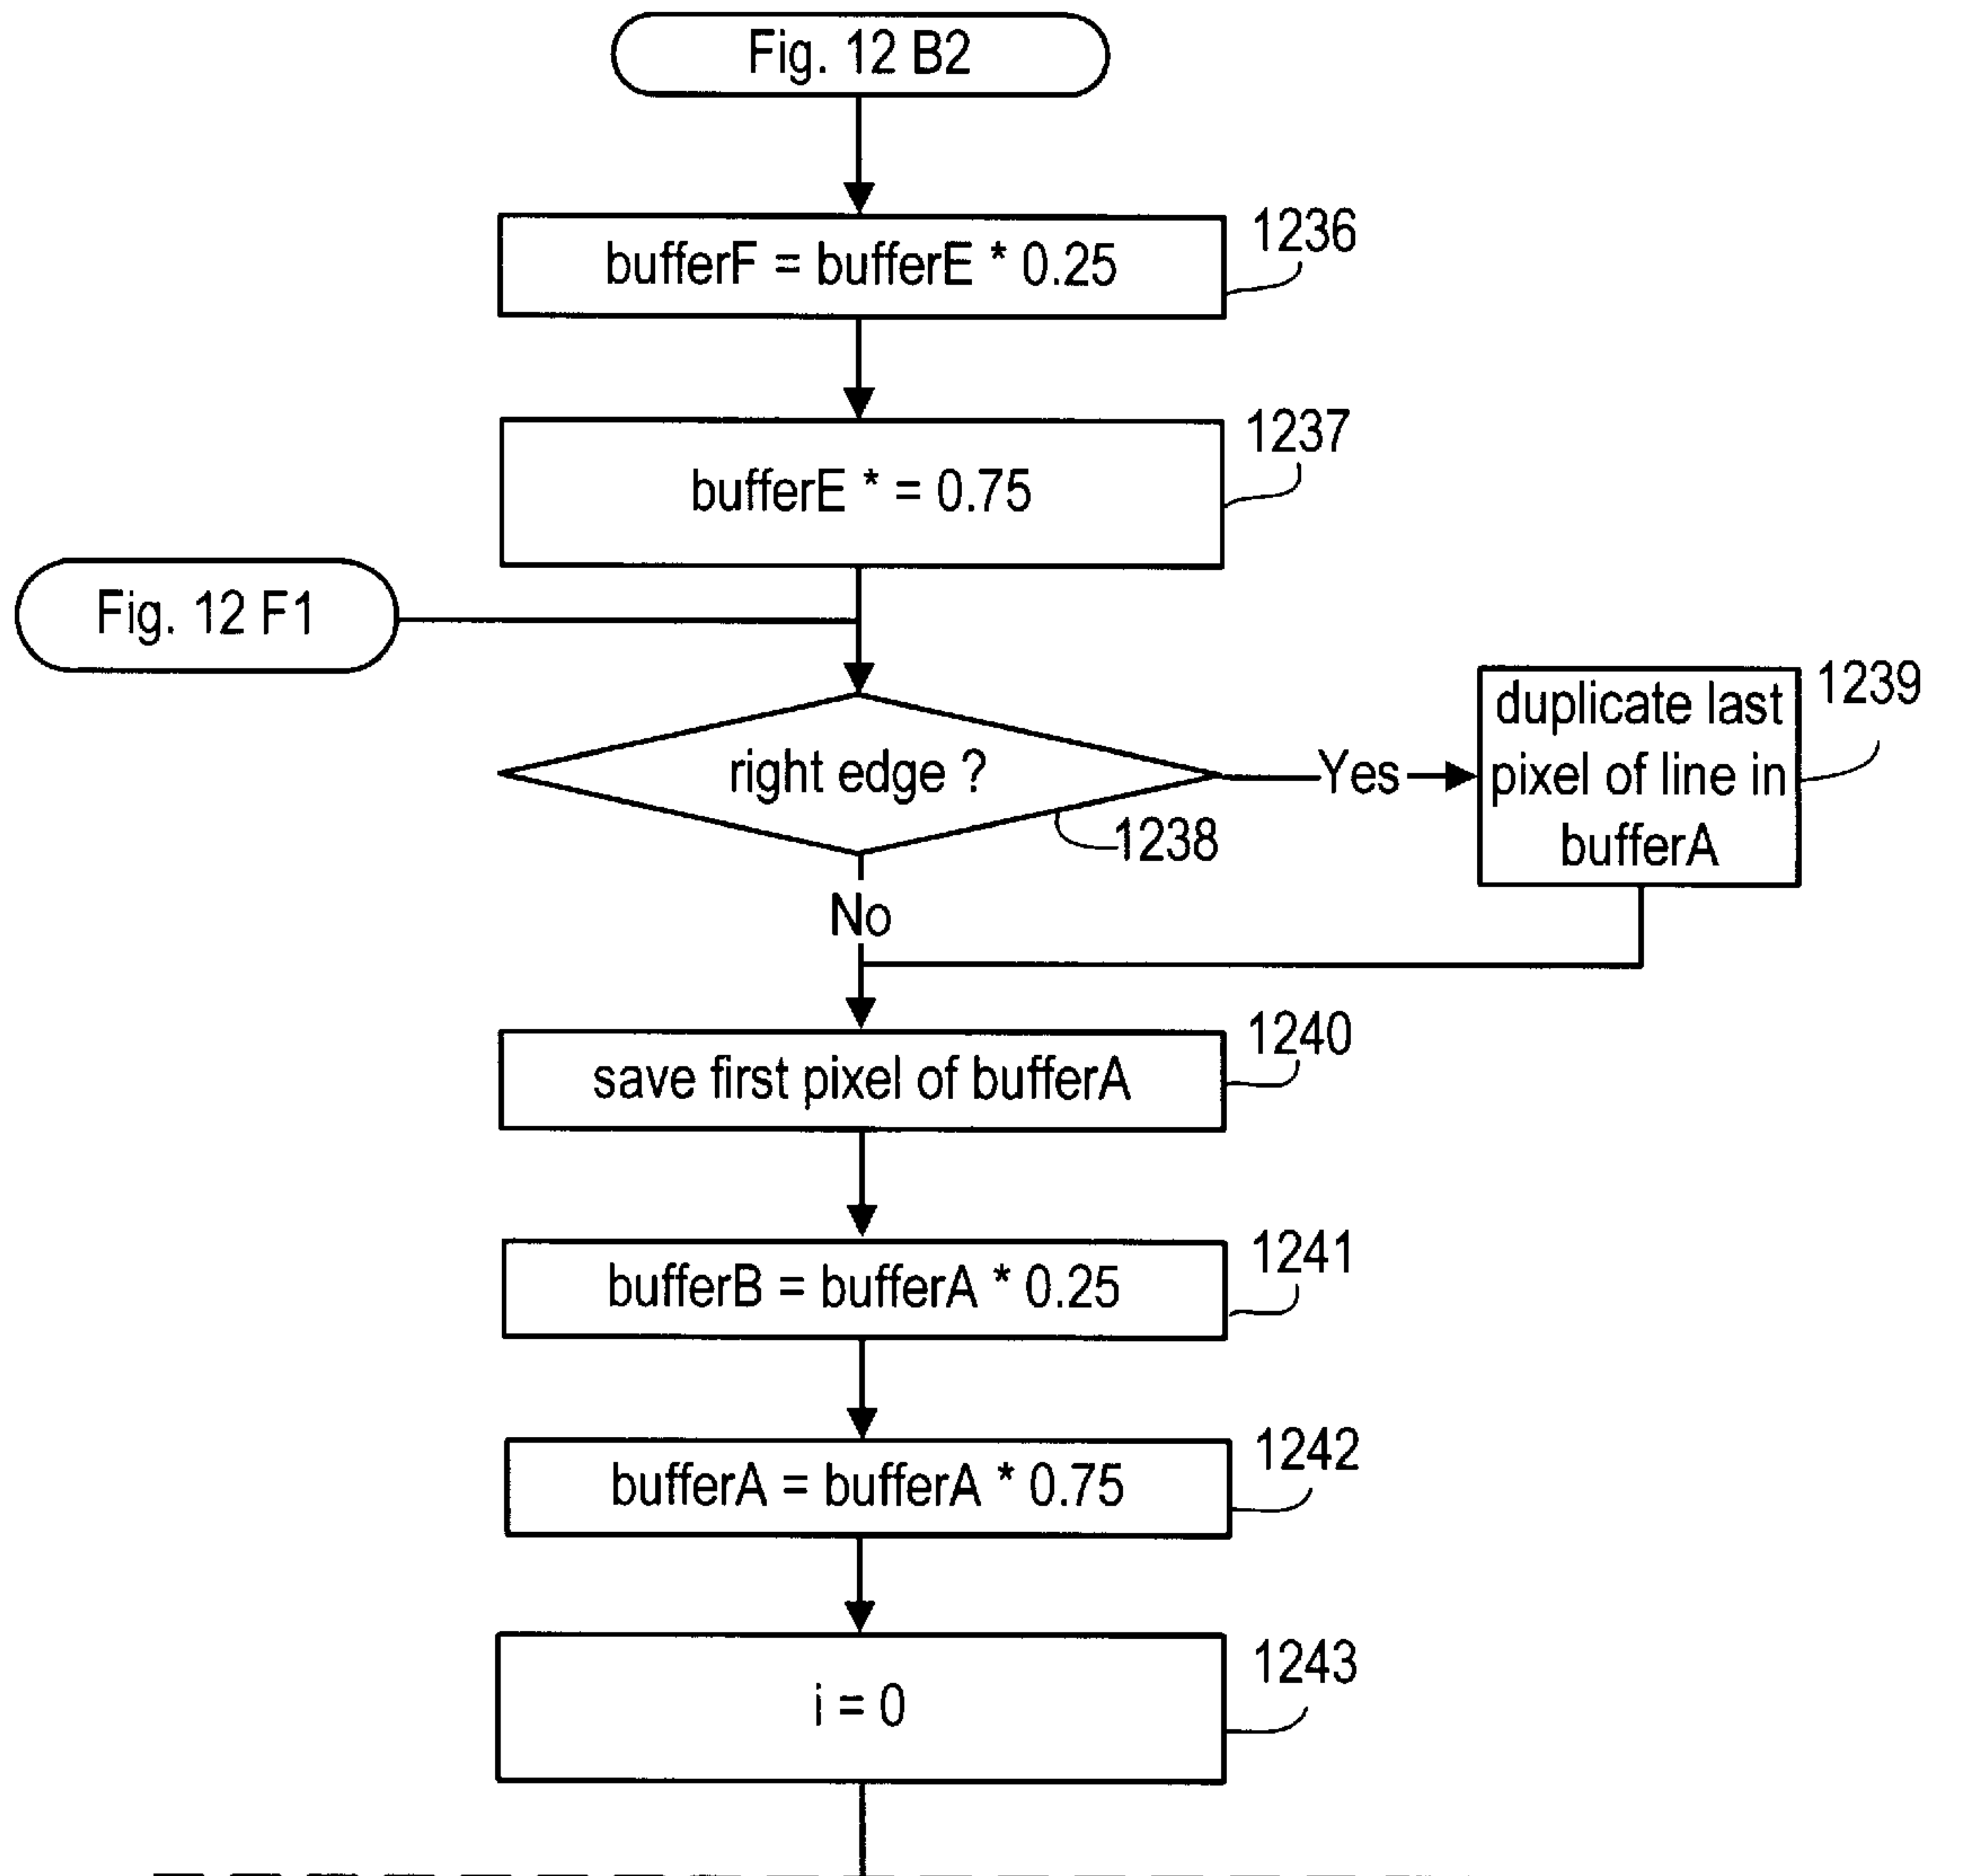 Fig. 12 B2
1236
bufferF = bufferE * 0.25
1237
bufferE * = 0.75
Fig. 12 F1
1239
duplicate last
pixel of line in
bufferA
right edge ?
Yes
1238
No
1240
save first pixel of bufferA
1241
bufferB = bufferA * 0.25
1242
bufferA = bufferA * 0.75
1243
i = 0